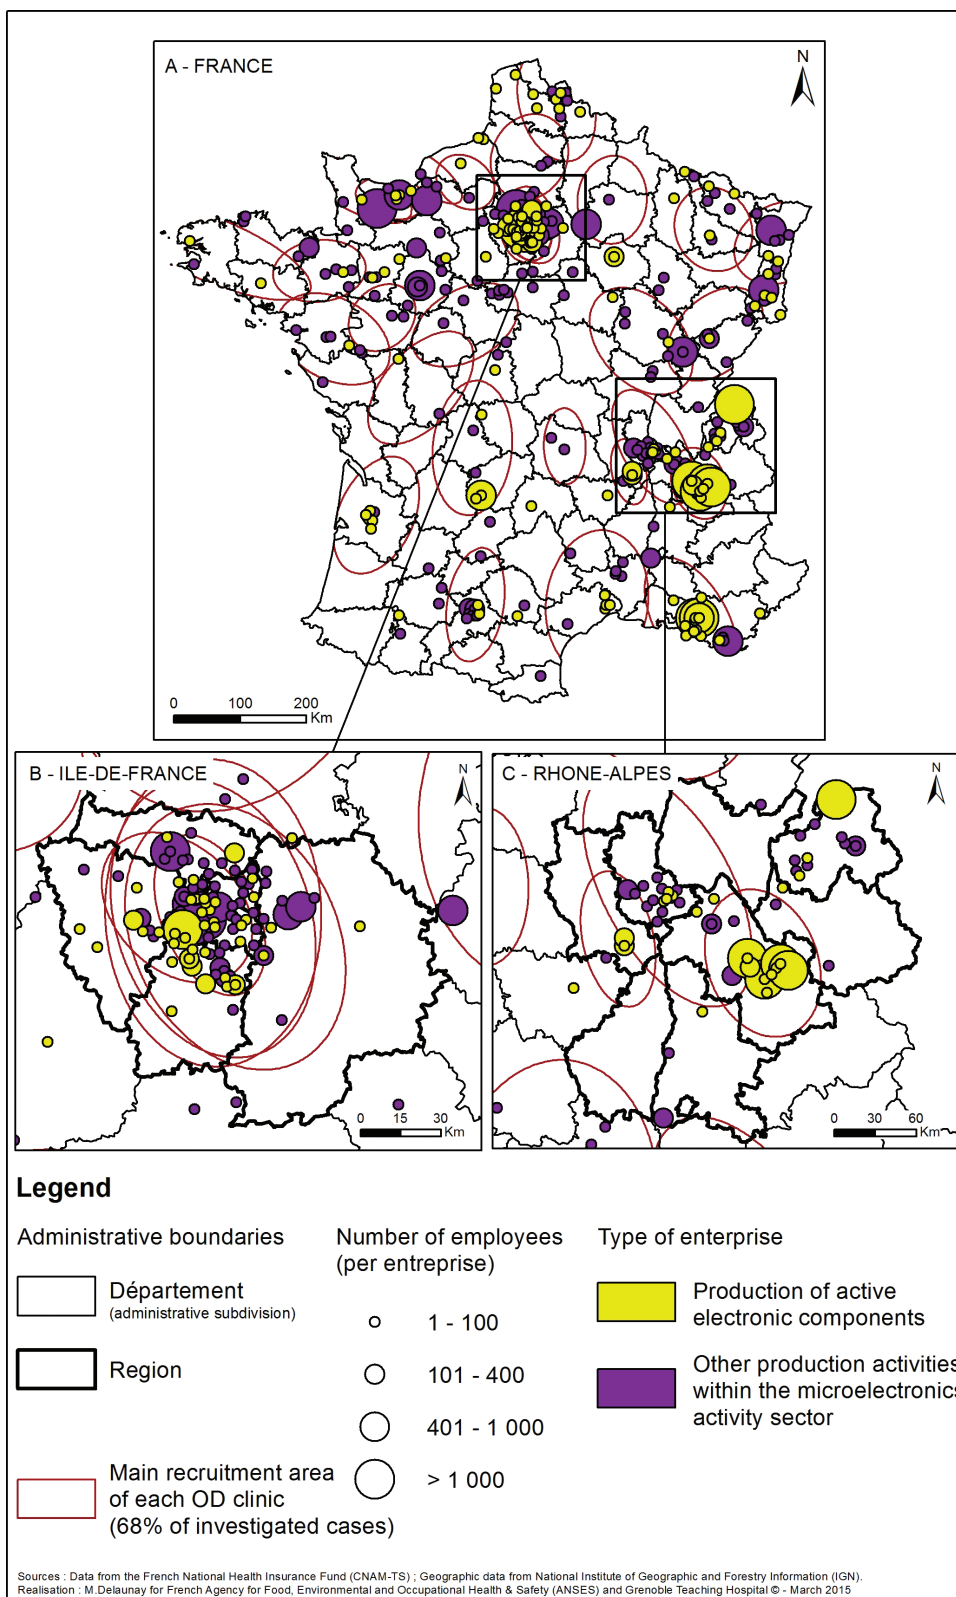 A - FRANCE
N
0 100 200
Km
B - ILE-DE-FRANCE
N
0 15 30
Km
C - RHONE-ALPES
N
0 30 60
Km
Legend
Administrative boundaries
Département
(administrative subdivision)
Region
Main recruitment area
of each OD clinic
(68% of investigated cases)
Number of employees
(per entreprise)
1 - 100
101 - 400
401 - 1 000
> 1 000
Type of enterprise
Production of active
electronic components
Other production activities
within the microelectronics
activity sector
Sources : Data from the French National Health Insurance Fund (CNAM-TS) ; Geographic data from National Institute of Geographic and Forestry Information (IGN).
Realisation : M.Delaunay for French Agency for Food, Environmental and Occupational Health & Safety (ANSES) and Grenoble Teaching Hospital © - March 2015